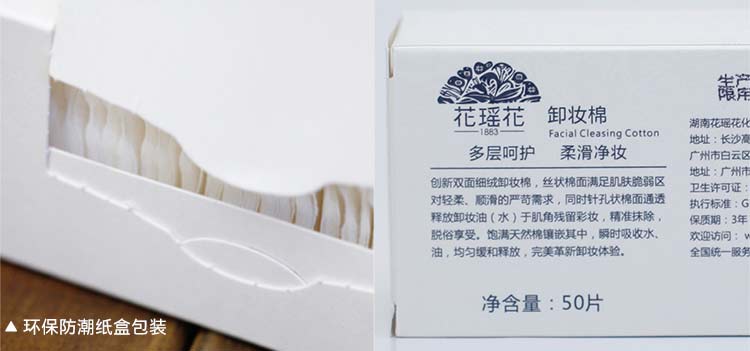 ▲ 环保防潮纸盒包装
花瑶花
1883
卸妆棉
Facial Cleasing Cotton
多层呵护 柔滑净妆
创新双面细绒卸妆棉，丝状棉面满足肌肤脆弱区
对轻柔、顺滑的严苛需求，同时针孔状棉面通透
释放卸妆油（水）于肌角残留彩妆，精准抹除，
脱俗享受。饱满天然棉镶嵌其中，瞬时吸收水、
油，均匀缓和释放，完美革新卸妆体验。
净含量：50片
湖南花瑶花化
地址：长沙高
广州市白云区
地址：广州市
卫生许可证：
执行标准：G
保质期：3年
欢迎访问： w
全国统一服务